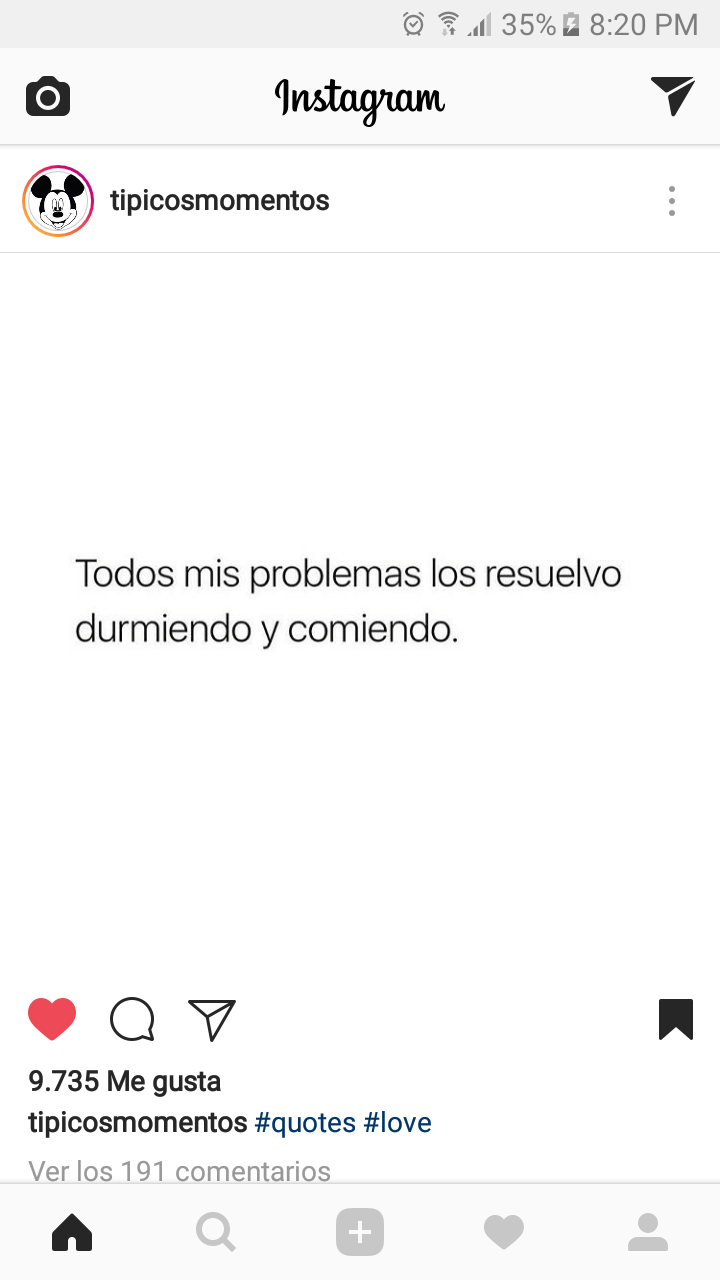 35% 8:20 PM
Instagram
tipicosmomentos
Todos mis problemas los resuelvo
durmiendo y comiendo.
9.735 Me gusta
tipicosmomentos #quotes #love
Ver los 191 comentarios